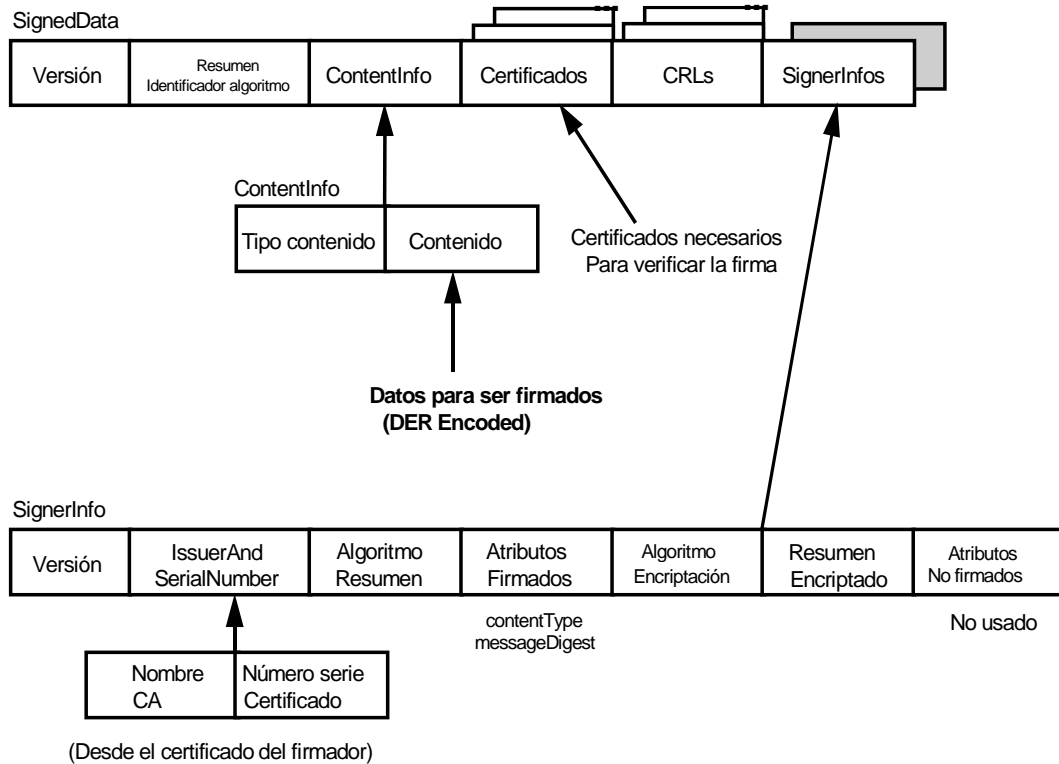 SignedData
Versión
Resumen
Identificador algoritmo
ContentInfo
Certificados
CRLs
SignerInfos
ContentInfo
Tipo contenido
Contenido
Certificados necesarios
Para verificar la firma
Datos para ser firmados
(DER Encoded)
SignerInfo
Versión
IssuerAnd
SerialNumber
Algoritmo
Resumen
Atributos
Firmados
Algoritmo
Encriptación
Resumen
Encriptado
Atributos
No firmados
contentType
messageDigest
No usado
Nombre
CA
Número serie
Certificado
(Desde el certificado del firmador)